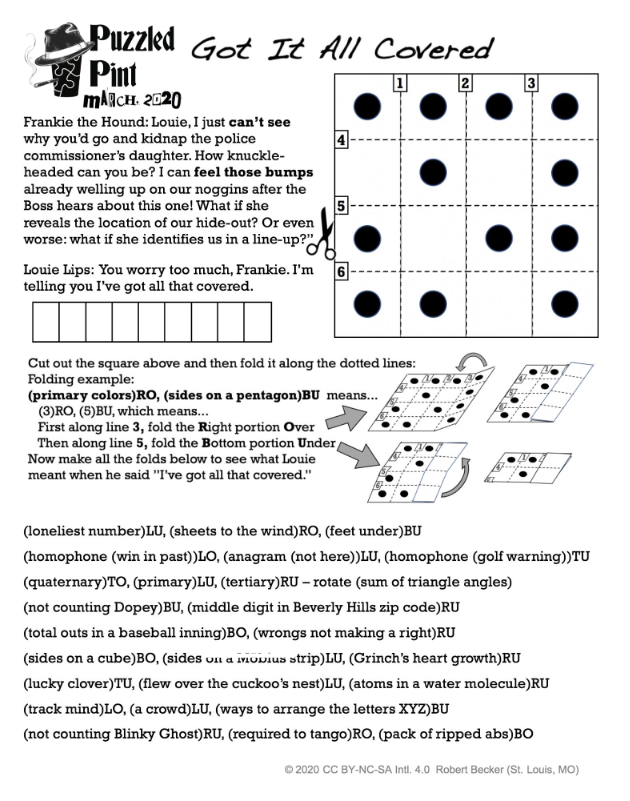 Puzzled
Pint
MARCH, 2020
Got It All Covered
1 2 3
4
5
6
Frankie the Hound: Louie, I just can't see
why you'd go and kidnap the police
commissioner's daughter. How knuckle-
headed can you be? I can feel those bumps
already welling up on our noggins after the
Boss hears about this one! What if she
reveals the location of our hide-out? Or even
worse: what if she identifies us in a line-up?"
Louie Lips: You worry too much, Frankie. I'm
telling you I've got all that covered.
Cut out the square above and then fold it along the dotted lines:
Folding example:
(primary colors)RO, (sides on a pentagon)BU means...
(3)RO, (5)BU, which means...
First along line 3, fold the Right portion Over
Then along line 5, fold the Bottom portion Under
Now make all the folds below to see what Louie
meant when he said "I've got all that covered."
(loneliest number)LU, (sheets to the wind)RO, (feet under)BU
(homophone (win in past))LO, (anagram (not here))LU, (homophone (golf warning))TU
(quaternary)TO, (primary)LU, (tertiary)RU – rotate (sum of triangle angles)
(not counting Dopey)BU, (middle digit in Beverly Hills zip code)RU
(total outs in a baseball inning)BO, (wrongs not making a right)RU
(sides on a cube)BO, (sides on a Möbius strip)LU, (Grinch's heart growth)RU
(lucky clover)TU, (flew over the cuckoo's nest)LU, (atoms in a water molecule)RU
(track mind)LO, (a crowd)LU, (ways to arrange the letters XYZ)BU
(not counting Blinky Ghost)RU, (required to tango)RO, (pack of ripped abs)BO
© 2020 CC BY-NC-SA Intl. 4.0 Robert Becker (St. Louis, MO)